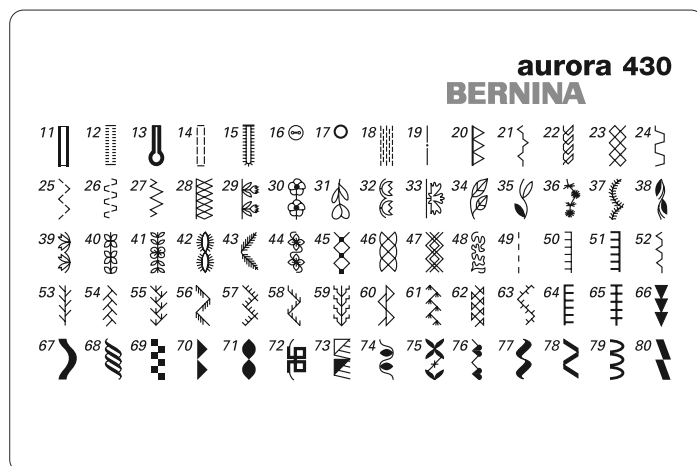 aurora 430
BERNINA
11 12 13 14 15 16 17 18 19 20 21 22 23 24
25 26 27 28 29 30 31 32 33 34 35 36 37 38
39 40 41 42 43 44 45 46 47 48 49 50 51 52
53 54 55 56 57 58 59 60 61 62 63 64 65 66
67 68 69 70 71 72 73 74 75 76 77 78 79 80